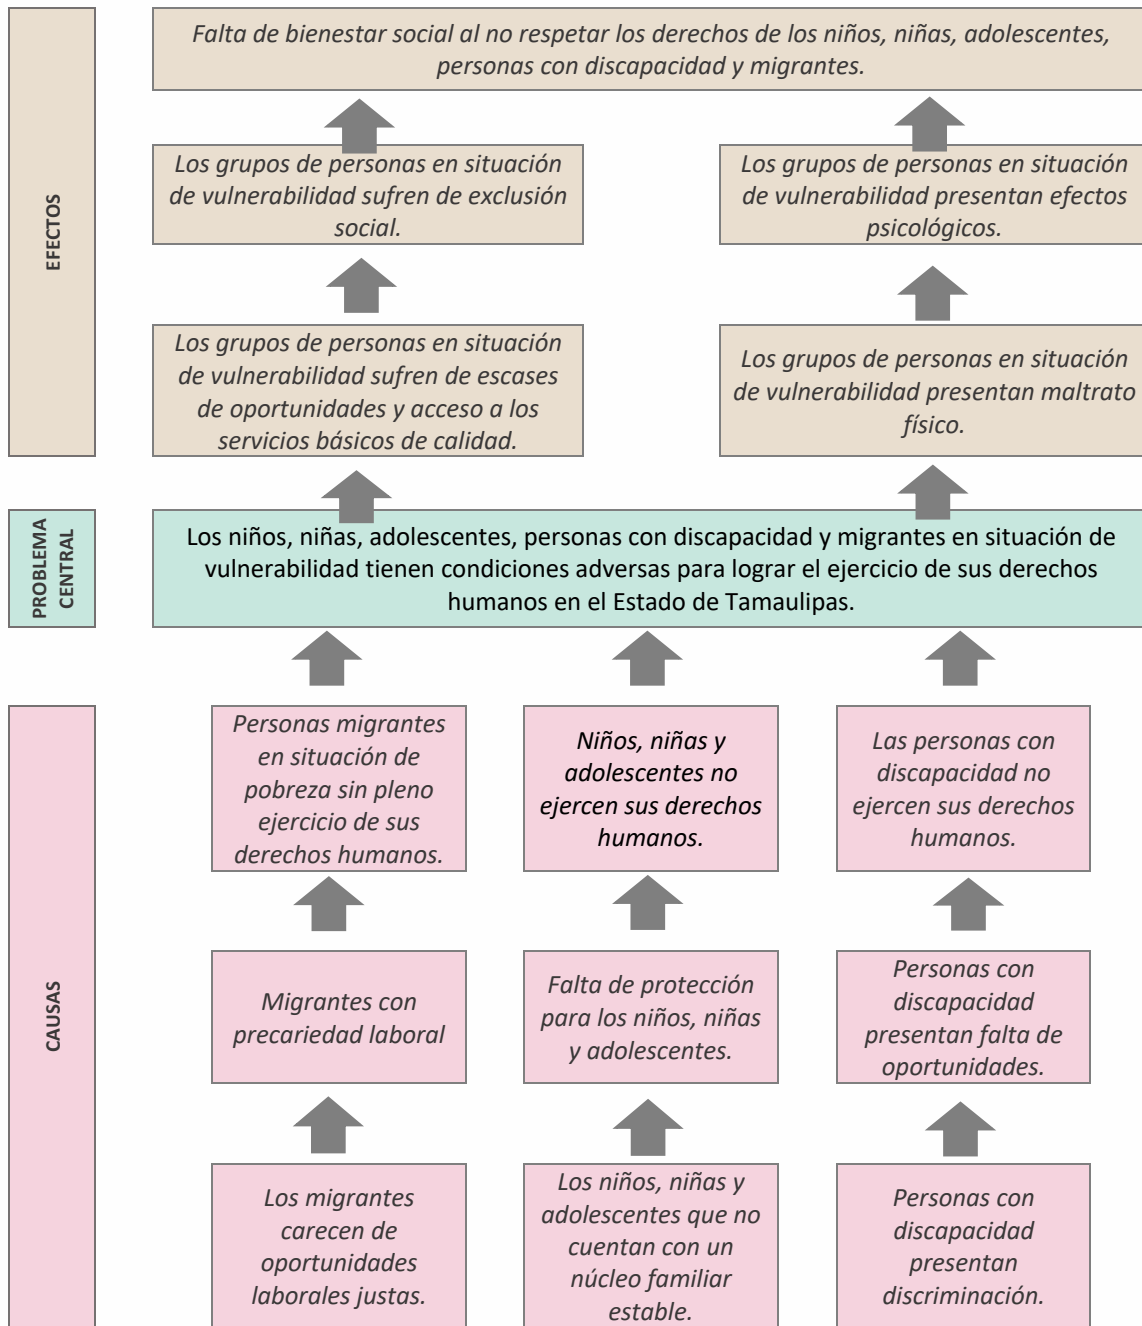 EFECTOS
Falta de bienestar social al no respetar los derechos de los niños, niñas, adolescentes,
personas con discapacidad y migrantes.
Los grupos de personas en situación
de vulnerabilidad sufren de exclusión
social.
Los grupos de personas en situación
de vulnerabilidad presentan efectos
psicológicos.
Los grupos de personas en situación
de vulnerabilidad sufren de escases
de oportunidades y acceso a los
servicios básicos de calidad.
Los grupos de personas en situación
de vulnerabilidad presentan maltrato
físico.
PROBLEMA
CENTRAL
Los niños, niñas, adolescentes, personas con discapacidad y migrantes en situación de
vulnerabilidad tienen condiciones adversas para lograr el ejercicio de sus derechos
humanos en el Estado de Tamaulipas.
CAUSAS
Personas migrantes
en situación de
pobreza sin pleno
ejercicio de sus
derechos humanos.
Niños, niñas y
adolescentes no
ejercen sus derechos
humanos.
Las personas con
discapacidad no
ejercen sus derechos
humanos.
Migrantes con
precariedad laboral
Falta de protección
para los niños, niñas
y adolescentes.
Personas con
discapacidad
presentan falta de
oportunidades.
Los migrantes
carecen de
oportunidades
laborales justas.
Los niños, niñas y
adolescentes que no
cuentan con un
núcleo familiar
estable.
Personas con
discapacidad
presentan
discriminación.